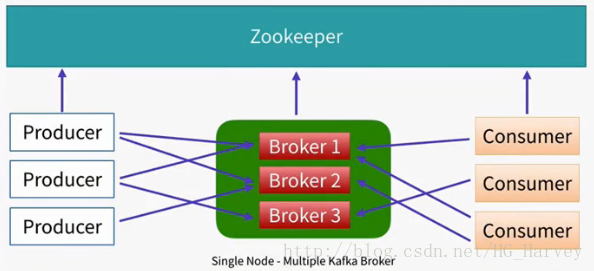 Zookeeper
Producer
Producer
Producer
Broker 1
Broker 2
Broker 3
Consumer
Consumer
Consumer
http://blog.csdn.net/HG_Harvey
Single Node - Multiple Kafka Broker